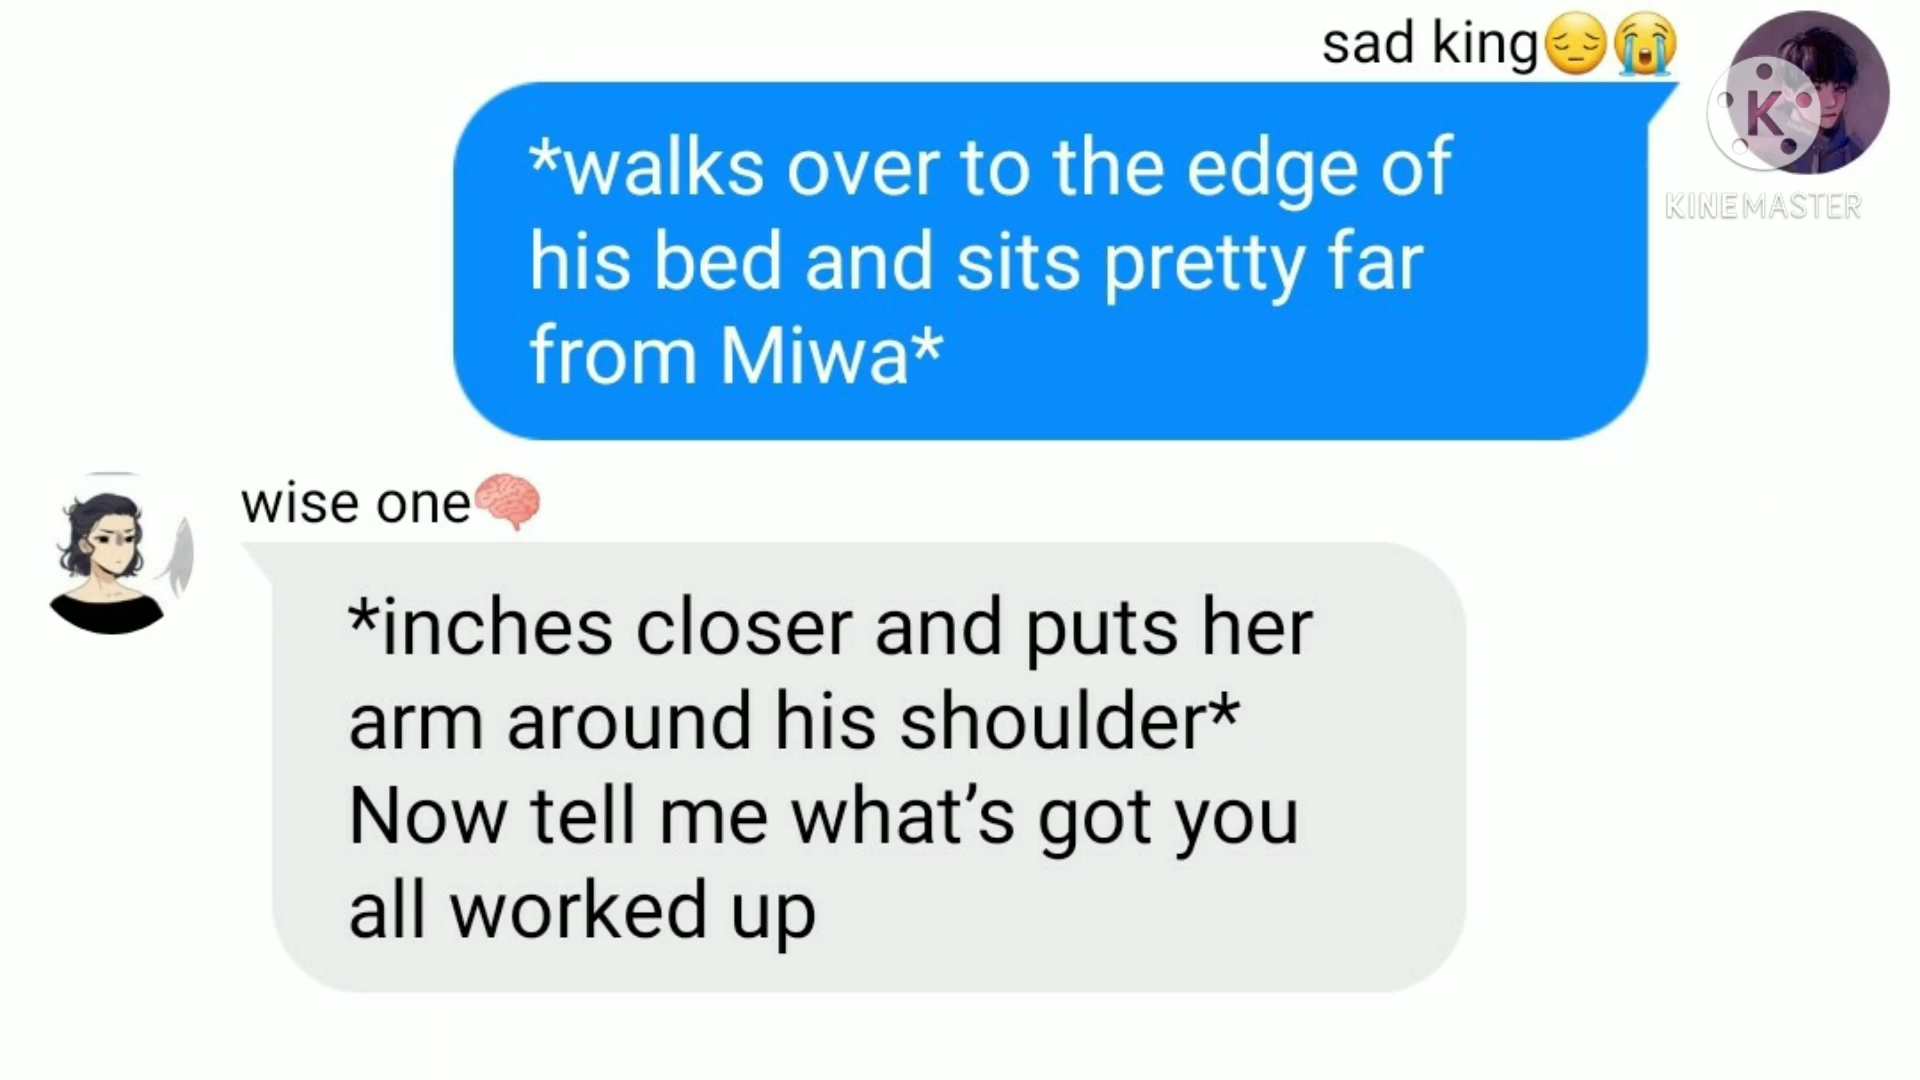 sad king😔😭
*walks over to the edge of
his bed and sits pretty far
from Miwa*
K
KINEMASTER
wise one🧠
*inches closer and puts her
arm around his shoulder*
Now tell me what’s got you
all worked up